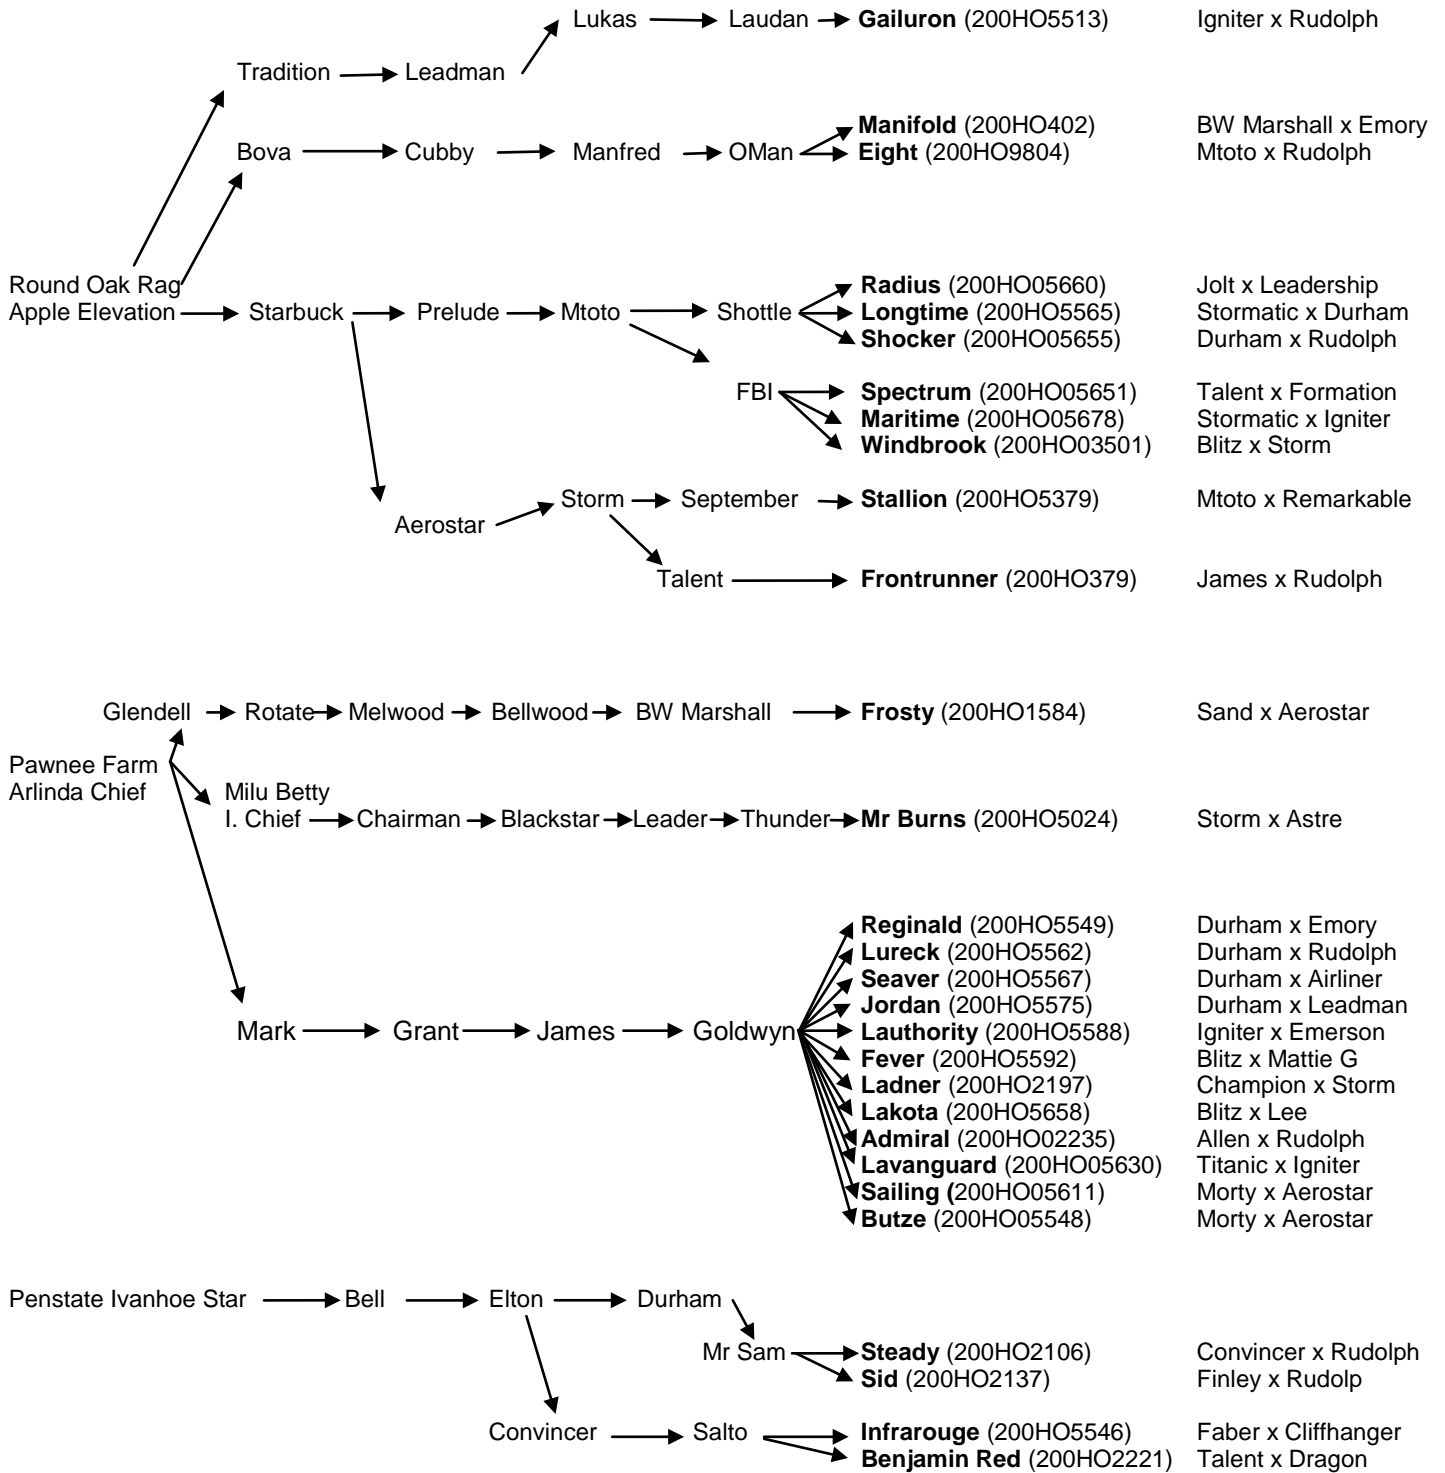 Lukas Laudan Gailuron (200HO5513) Igniter x Rudolph
Tradition Leadman
Manifold (200HO402) BW Marshall x Emory
Bova Cubby Manfred OMan Eight (200HO9804) Mtoto x Rudolph
Round Oak Rag Radius (200HO05660) Jolt x Leadership
Apple Elevation Starbuck Prelude Mtoto Shottle Longtime (200HO5565) Stormatic x Durham
Shocker (200HO05655) Durham x Rudolph
FBI Spectrum (200HO05651) Talent x Formation
Maritime (200HO05678) Stormatic x Igniter
Windbrook (200HO03501) Blitz x Storm
Storm September Stallion (200HO5379) Mtoto x Remarkable
Aerostar
Talent Frontrunner (200HO379) James x Rudolph
Glendell Rotate Melwood Bellwood BW Marshall Frosty (200HO1584) Sand x Aerostar
Pawnee Farm
Arlinda Chief Milu Betty
I. Chief Chairman Blackstar Leader Thunder Mr Burns (200HO5024) Storm x Astre
Reginald (200HO5549) Durham x Emory
Lureck (200HO5562) Durham x Rudolph
Seaver (200HO5567) Durham x Airliner
Jordan (200HO5575) Durham x Leadman
Mark Grant James Goldwyn Lauthority (200HO5588) Igniter x Emerson
Fever (200HO5592) Blitz x Mattie G
Ladner (200HO2197) Champion x Storm
Lakota (200HO5658) Blitz x Lee
Admiral (200HO02235) Allen x Rudolph
Lavanguard (200HO05630) Titanic x Igniter
Sailing (200HO05611) Morty x Aerostar
Butze (200HO05548) Morty x Aerostar
Penstate Ivanhoe Star Bell Elton Durham
Mr Sam Steady (200HO2106) Convincer x Rudolph
Sid (200HO2137) Finley x Rudolp
Convincer Salto Infrarouge (200HO5546) Faber x Cliffhanger
Benjamin Red (200HO2221) Talent x Dragon